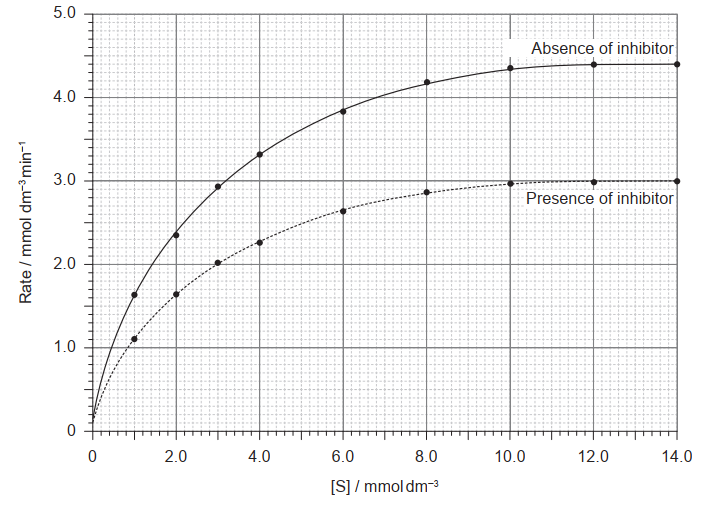 5.0
Absence of inhibitor
4.0
3.0
Presence of inhibitor
2.0
1.0
0
Rate / mmol dm⁻³ min⁻¹
0 2.0 4.0 6.0 8.0 10.0 12.0 14.0
[S] / mmol dm⁻³